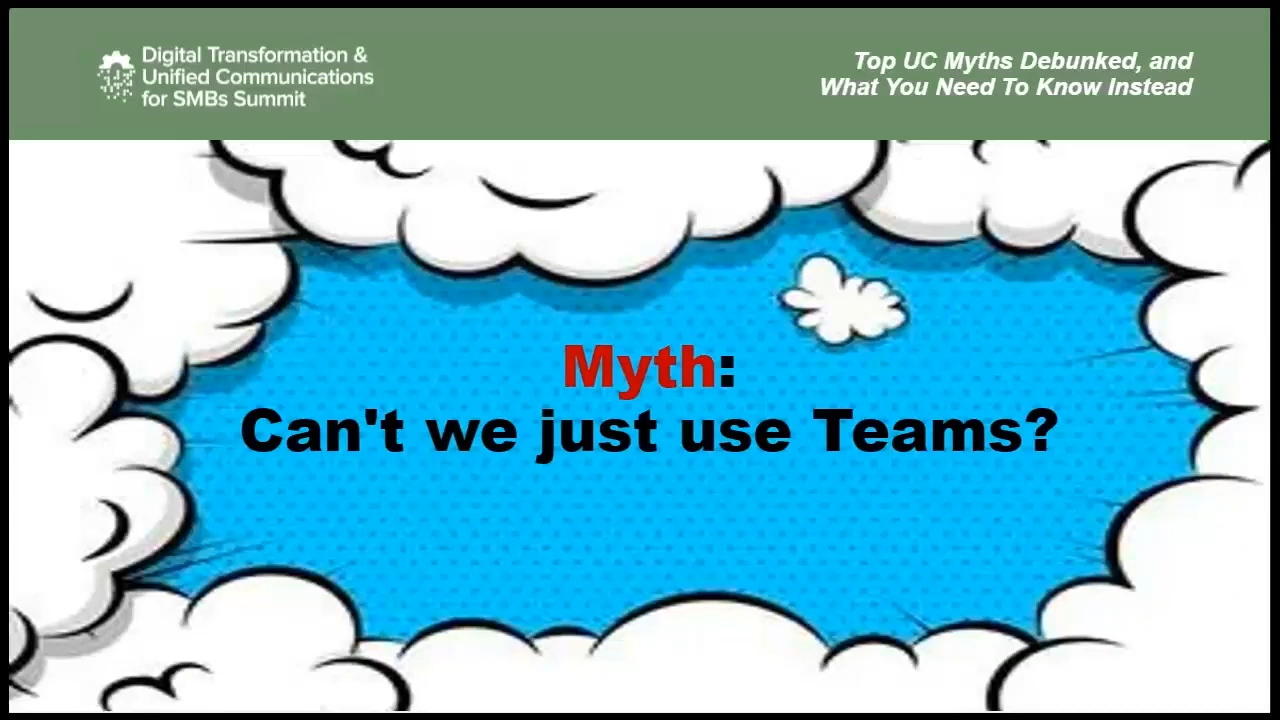 Digital Transformation &
Unified Communications
for SMBs Summit
Top UC Myths Debunked, and
What You Need To Know Instead
Myth:
Can't we just use Teams?